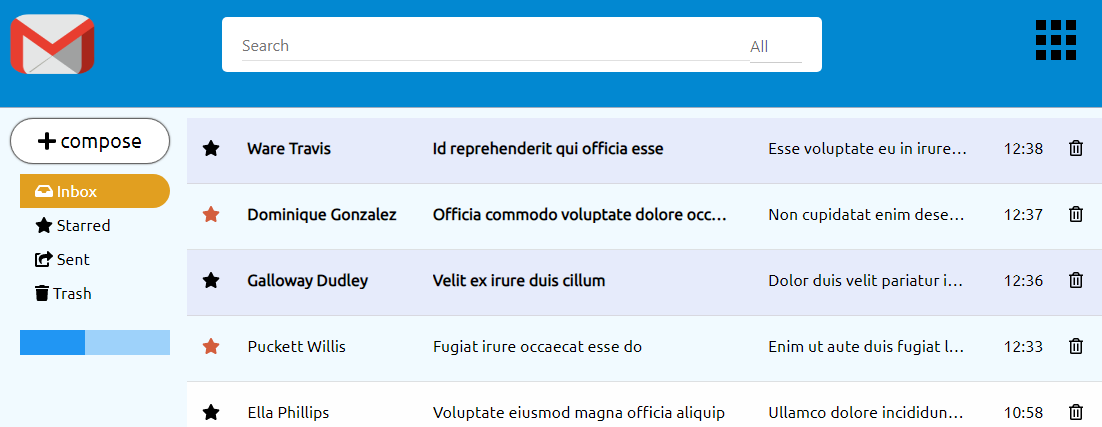 Search All
compose
Inbox
Starred
Sent
Trash
Ware Travis Id reprehenderit qui officia esse Esse voluptate eu in irure... 12:38
Dominique Gonzalez Officia commodo voluptate dolore occ... Non cupidatat enim dese... 12:37
Galloway Dudley Velit ex irure duis cillum Dolor duis velit pariatur i... 12:36
Puckett Willis Fugiat irure occaecat esse do Enim ut aute duis fugiat l... 12:33
Ella Phillips Voluptate eiusmod magna officia aliquip Ullamco dolore incididun... 10:58